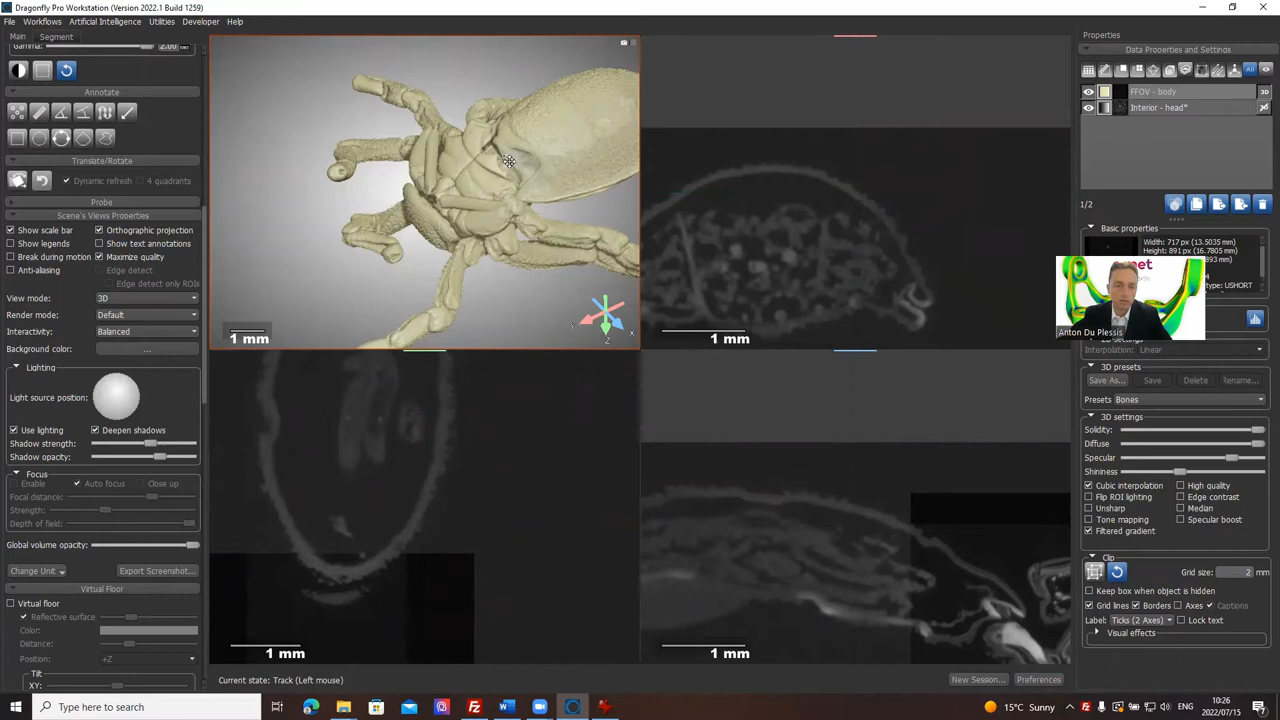 Dragonfly Pro Workstation (Version 2022.1 Build 1259)
File Workflows Artificial Intelligence Utilities Developer Help
Main Segment
Gamma: 2.00
Annotate
Translate/Rotate
Dynamic refresh 4 quadrants
Probe
Scene's Views Properties
Show scale bar Orthographic projection
Show legends Show text annotations
Break during motion Maximize quality
Anti-aliasing Edge detect
Edge detect only ROIs
View mode: 3D
Render mode: Default
Interactivity: Balanced
Background color: ...
Lighting
Light source position:
Use lighting Deepen shadows
Shadow strength:
Shadow opacity:
Focus
Enable Auto focus Close up
Focal distance:
Strength:
Depth of field:
Global volume opacity:
Change Unit Export Screenshot...
Virtual Floor
Virtual floor
Reflective surface
Color:
Distance:
Position: +Z
Tilt
XY:
1 mm
Z
X
1 mm
1 mm
1 mm
Current state: Track (Left mouse)
New Session... Preferences
Properties
Data Properties and Settings
All
FFOV - body 3D
Interior - head*
1/2
Basic properties
Width: 717 px (13.5035 mm)
Height: 891 px (16.7805 mm)
893 mm)
type: USHORT
Anton Du Plessis
Interpolation: Linear
3D presets
Save As... Save Delete Rename...
Presets Bones
3D settings
Solidity:
Diffuse:
Specular:
Shininess:
Cubic interpolation High quality
Flip ROI lighting Edge contrast
Unsharp Median
Tone mapping Specular boost
Filtered gradient
Clip
Grid size: 2 mm
Keep box when object is hidden
Grid lines Borders Axes Captions
Label: Ticks (2 Axes) Lock text
Visual effects
Type here to search
15°C Sunny
ENG
10:26
2022/07/15